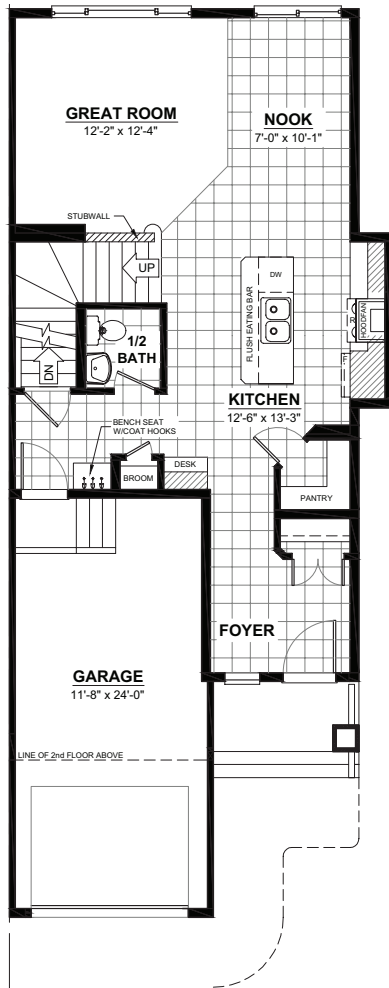 GREAT ROOM
12'-2" x 12'-4"
NOOK
7'-0" x 10'-1"
STUBWALL
UP
DW
FLUSH EATING BAR
HOODFAN
R
F
1/2
BATH
DN
KITCHEN
12'-6" x 13'-3"
BENCH SEAT
W/COAT HOOKS
BROOM
DESK
PANTRY
FOYER
GARAGE
11'-8" x 24'-0"
LINE OF 2nd FLOOR ABOVE